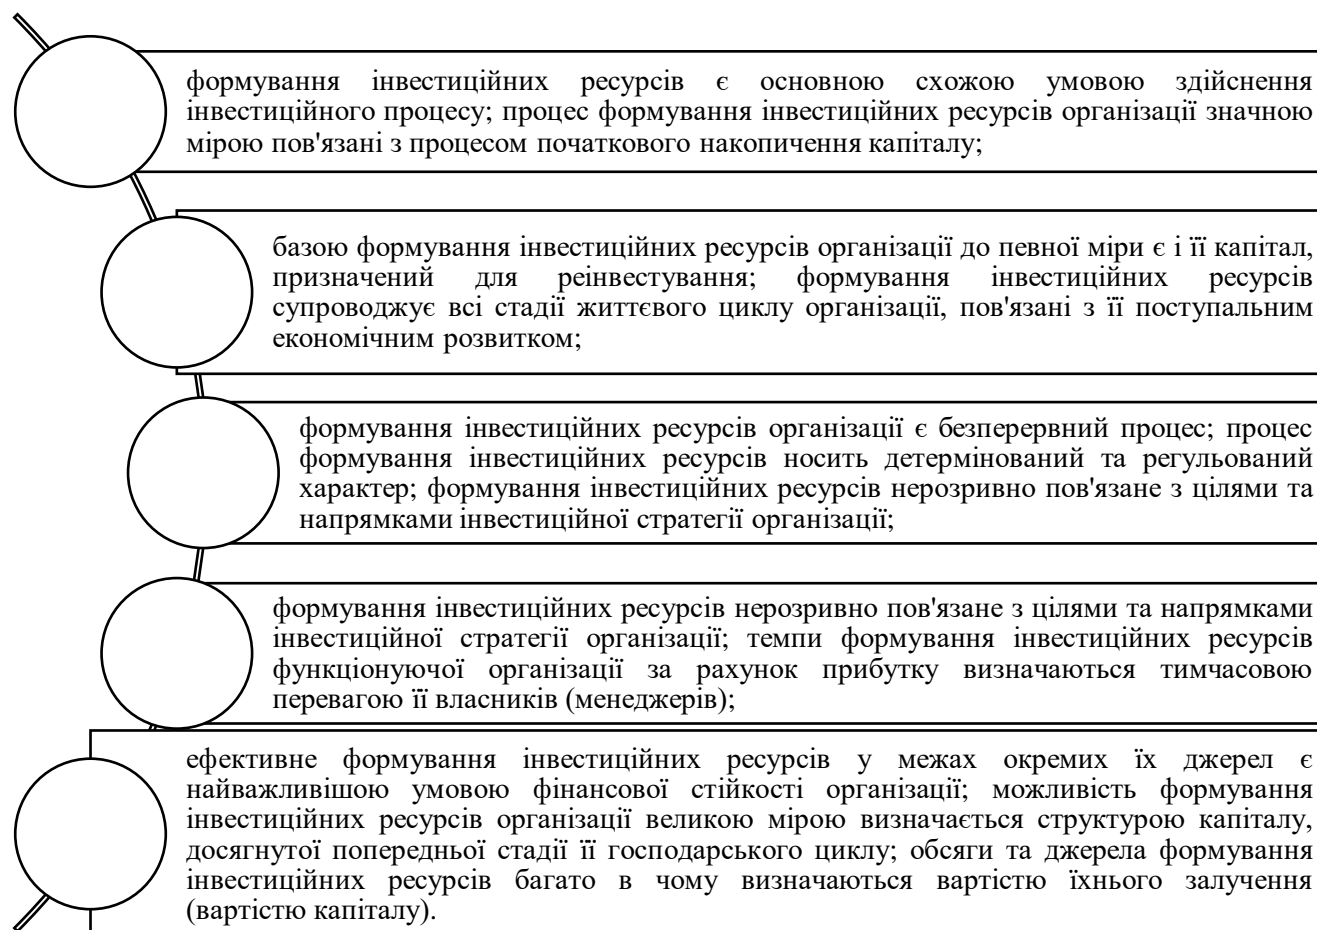 формування інвестиційних ресурсів є основною схожою умовою здійснення
інвестиційного процесу; процес формування інвестиційних ресурсів організації значною
мірою пов'язані з процесом початкового накопичення капіталу;
базою формування інвестиційних ресурсів організації до певної міри є і її капітал,
призначений для реінвестування; формування інвестиційних ресурсів
супроводжує всі стадії життєвого циклу організації, пов'язані з її поступальним
економічним розвитком;
формування інвестиційних ресурсів організації є безперервний процес; процес
формування інвестиційних ресурсів носить детермінований та регульований
характер; формування інвестиційних ресурсів нерозривно пов'язане з цілями та
напрямками інвестиційної стратегії організації;
формування інвестиційних ресурсів нерозривно пов'язане з цілями та напрямками
інвестиційної стратегії організації; темпи формування інвестиційних ресурсів
функціонуючої організації за рахунок прибутку визначаються тимчасовою
перевагою її власників (менеджерів);
ефективне формування інвестиційних ресурсів у межах окремих їх джерел є
найважливішою умовою фінансової стійкості організації; можливість формування
інвестиційних ресурсів організації великою мірою визначається структурою капіталу,
досягнутої попередньої стадії її господарського циклу; обсяги та джерела формування
інвестиційних ресурсів багато в чому визначаються вартістю їхнього залучення
(вартістю капіталу).